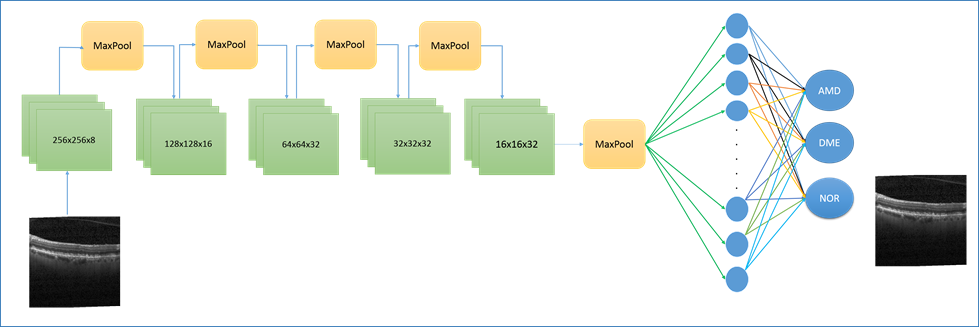 MaxPool
MaxPool
MaxPool
MaxPool
256x256x8
128x128x16
64x64x32
32x32x32
16x16x32
MaxPool
AMD
DME
NOR